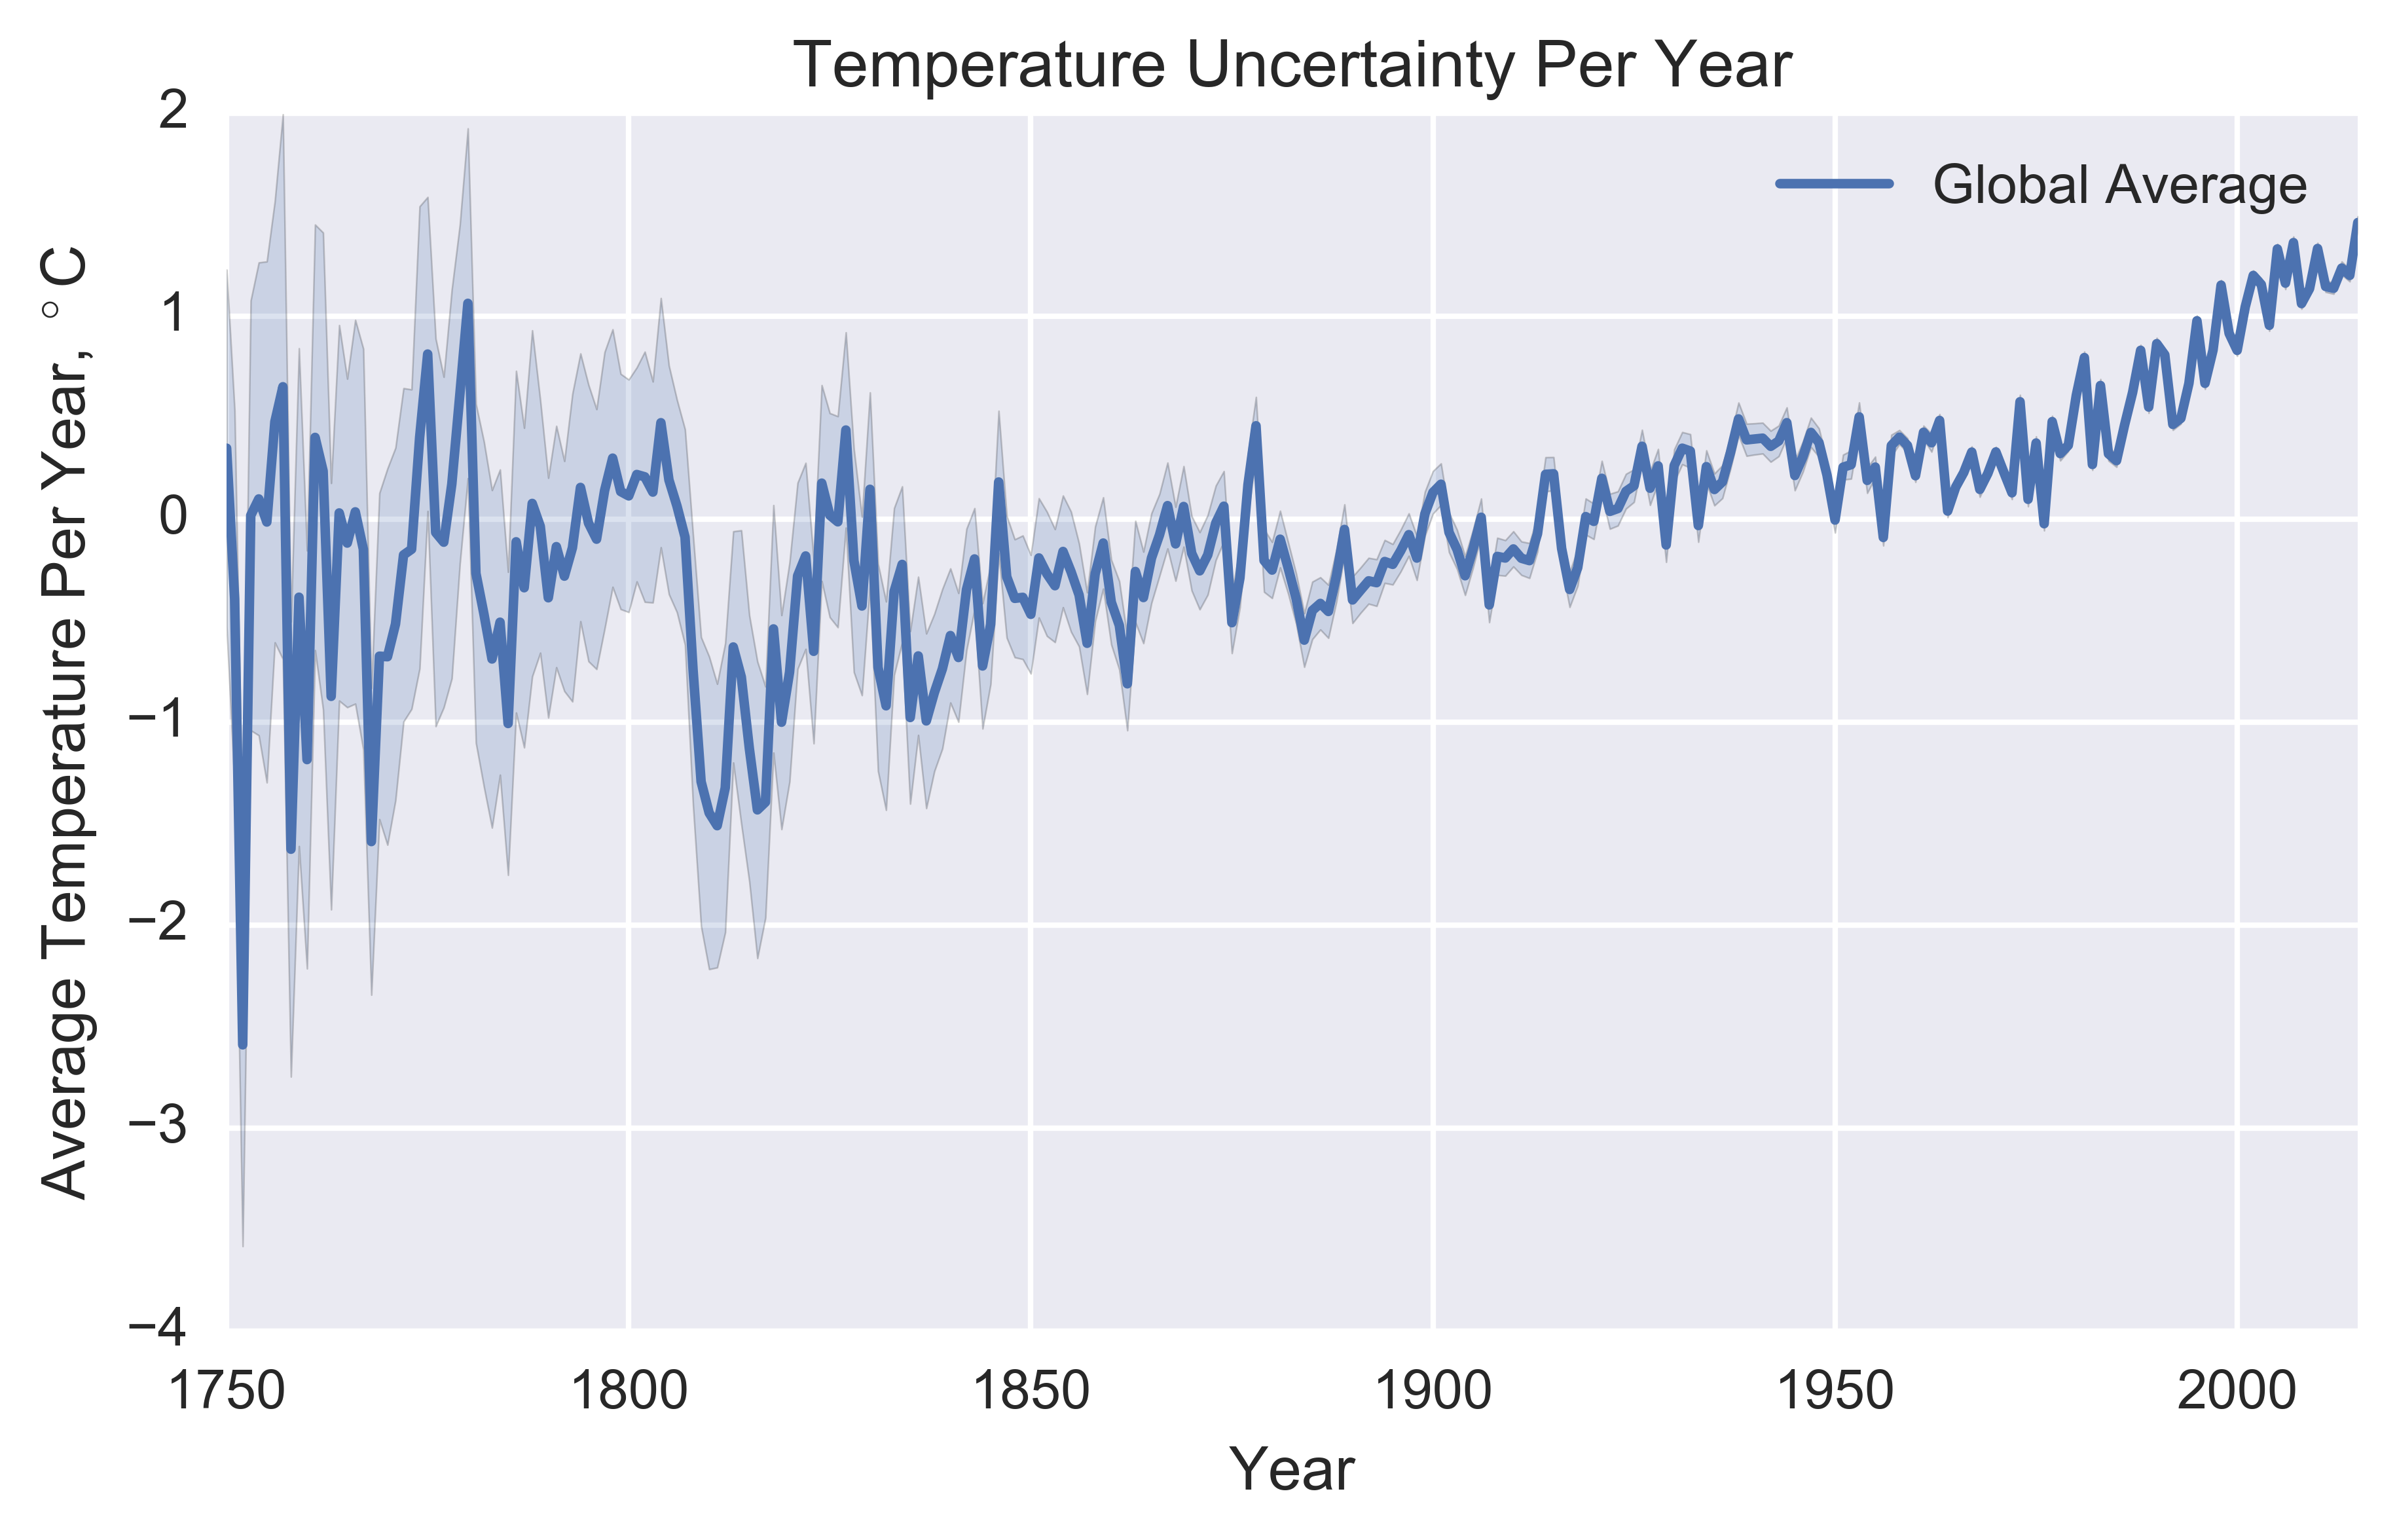 Temperature Uncertainty Per Year
Global Average
Average Temperature Per Year, °C
2
1
0
−1
−2
−3
−4
1750 1800 1850 1900 1950 2000
Year